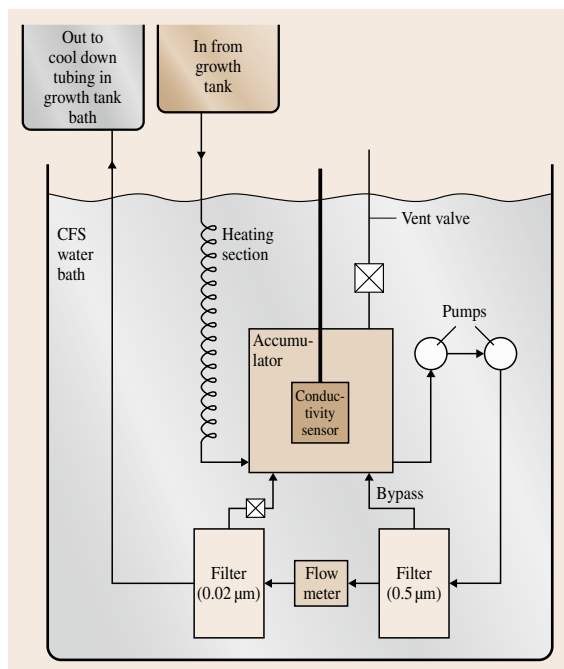 Out to
cool down
tubing in
growth tank
bath
In from
growth
tank
CFS
water
bath
Heating
section
Vent valve
Pumps
Accumu-
lator
Conduc-
tivity
sensor
Bypass
Filter
(0.02 μm)
Flow
meter
Filter
(0.5 μm)